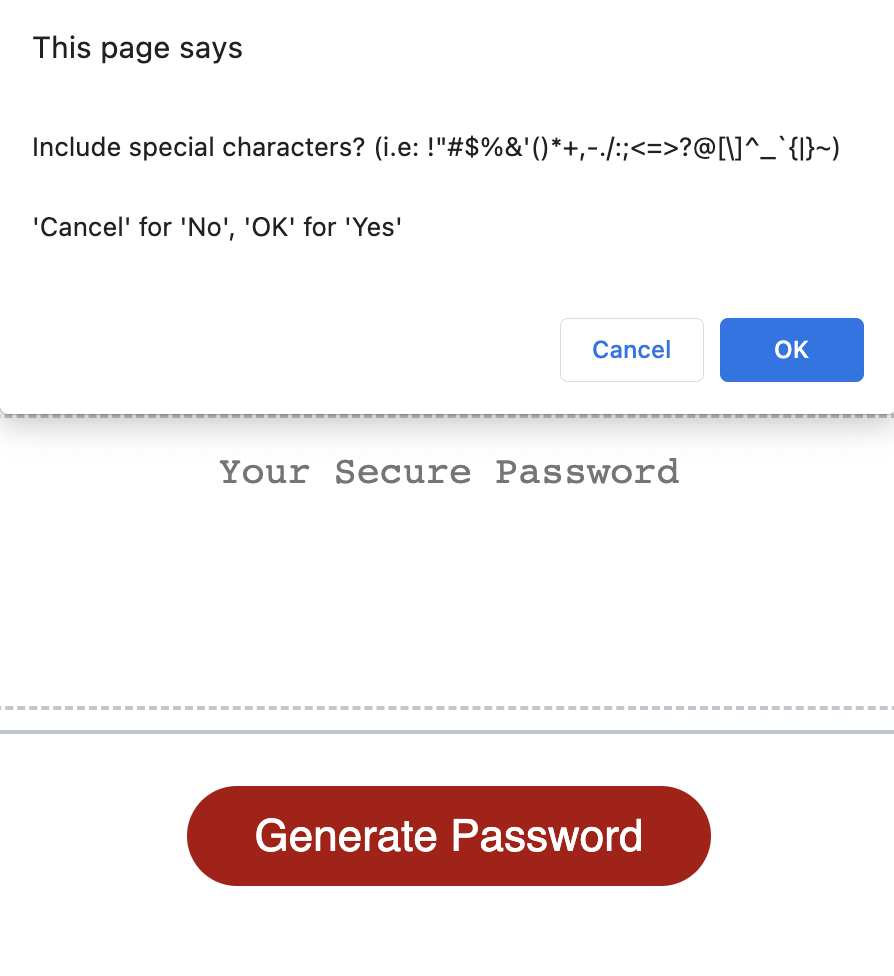 This page says
Include special characters? (i.e: !"#$%&'()*+,-./:;<=>?@[\]^_`{|}~)
'Cancel' for 'No', 'OK' for 'Yes'
Cancel OK
Your Secure Password
Generate Password